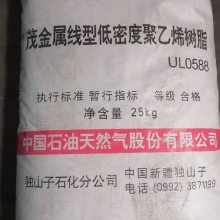 茂金属线型低密度聚乙烯树脂
UL0588
执行标准 暂行指标 等级 合格
净含量 25kg
中国石油天然气股份有限公司
独山子石化分公司
中国新疆独山子
电话 (0992) 3871189